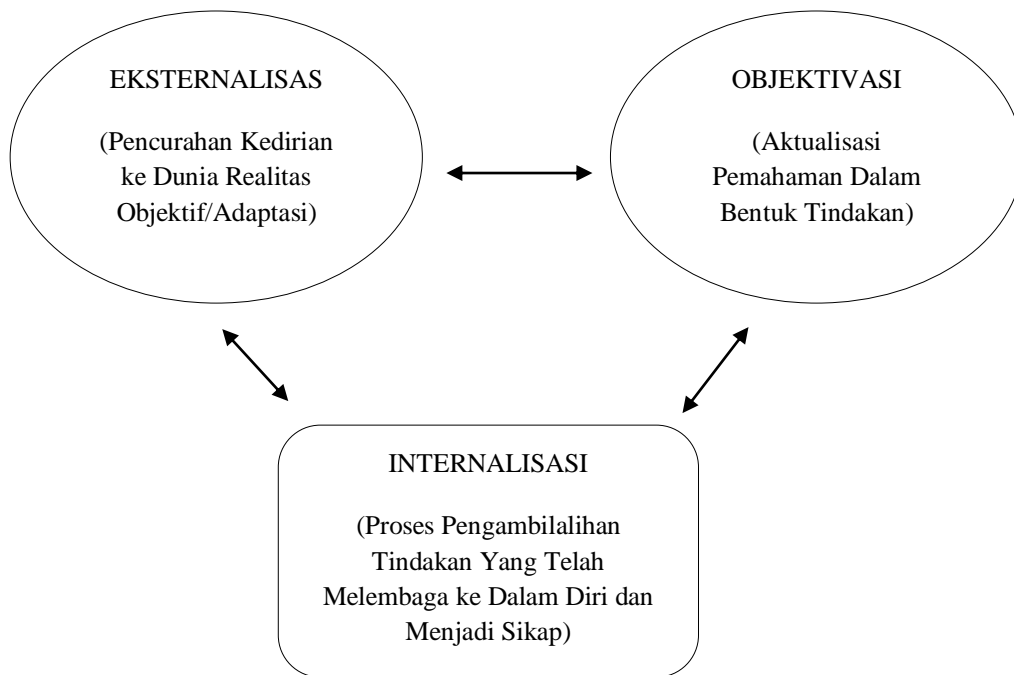 EKSTERNALISAS
(Pencurahan Kedirian
ke Dunia Realitas
Objektif/Adaptasi)
OBJEKTIVASI
(Aktualisasi
Pemahaman Dalam
Bentuk Tindakan)
INTERNALISASI
(Proses Pengambilalihan
Tindakan Yang Telah
Melembaga ke Dalam Diri dan
Menjadi Sikap)